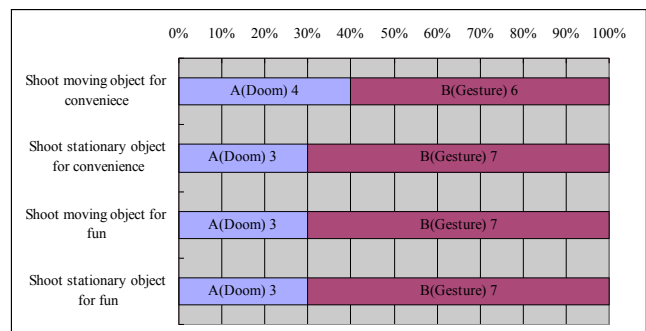 0% 10% 20% 30% 40% 50% 60% 70% 80% 90% 100%
Shoot moving object for
conveniece
A(Doom) 4 B(Gesture) 6
Shoot stationary object
for convenience
A(Doom) 3 B(Gesture) 7
Shoot moving object for
fun
A(Doom) 3 B(Gesture) 7
Shoot stationary object
for fun
A(Doom) 3 B(Gesture) 7